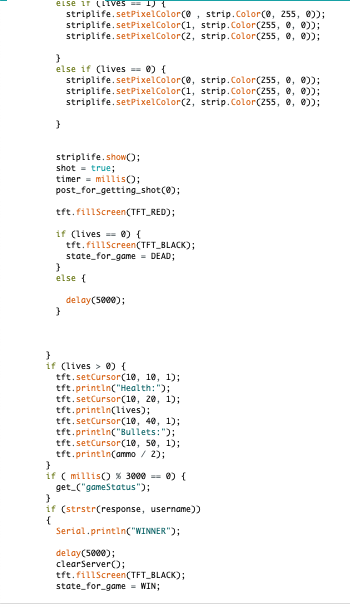 else if (lives == 1) {
striplife.setPixelColor(0 , strip.Color(0, 255, 0));
striplife.setPixelColor(1, strip.Color(255, 0, 0));
striplife.setPixelColor(2, strip.Color(255, 0, 0));
}
else if (lives == 0) {
striplife.setPixelColor(0, strip.Color(255, 0, 0));
striplife.setPixelColor(1, strip.Color(255, 0, 0));
striplife.setPixelColor(2, strip.Color(255, 0, 0));
}
striplife.show();
shot = true;
timer = millis();
post_for_getting_shot(0);
tft.fillScreen(TFT_RED);
if (lives == 0) {
tft.fillScreen(TFT_BLACK);
state_for_game = DEAD;
}
else {
delay(5000);
}
}
if (lives > 0) {
tft.setCursor(10, 10, 1);
tft.println("Health:");
tft.setCursor(10, 20, 1);
tft.println(lives);
tft.setCursor(10, 40, 1);
tft.println("Bullets:");
tft.setCursor(10, 50, 1);
tft.println(ammo / 2);
}
if ( millis() % 3000 == 0) {
get_("gameStatus");
}
if (strstr(response, username))
{
Serial.println("WINNER");
delay(5000);
clearServer();
tft.fillScreen(TFT_BLACK);
state_for_game = WIN;